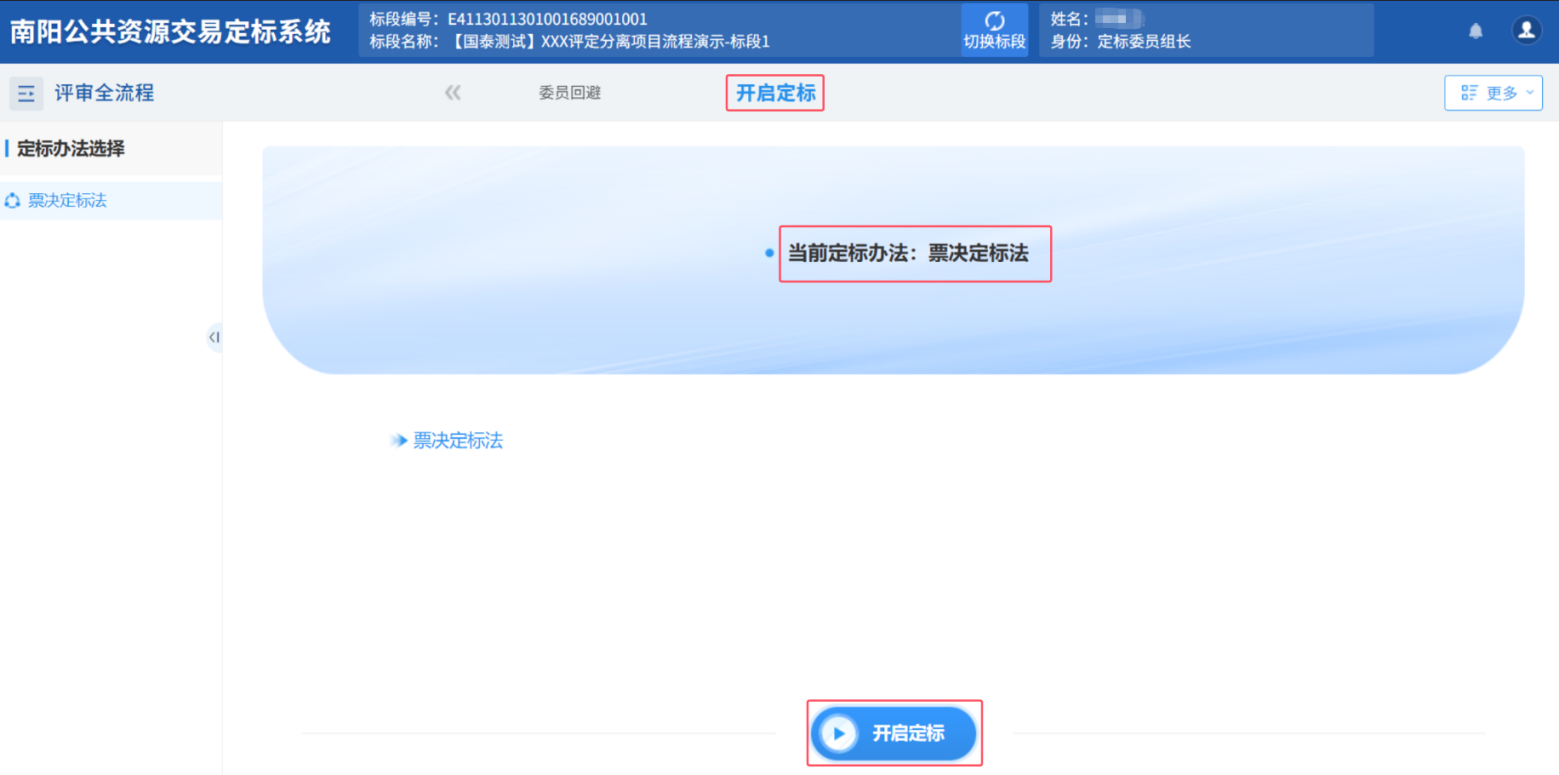 南阳公共资源交易定标系统
标段编号：E4113011301001689001001
标段名称：【国泰测试】XXX评定分离项目流程演示-标段1
切换标段
姓名：
身份：定标委员组长
评审全流程
委员回避
开启定标
更多
定标办法选择
票决定标法
当前定标办法：票决定标法
票决定标法
开启定标